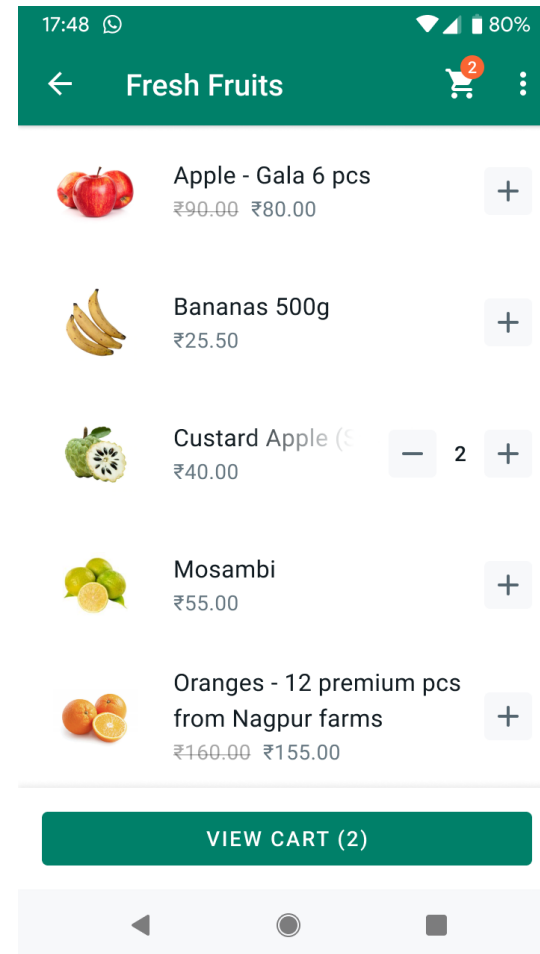 17:48 80%
Fresh Fruits 2
Apple - Gala 6 pcs
₹90.00 ₹80.00
Bananas 500g
₹25.50
Custard Apple (S
₹40.00
2
Mosambi
₹55.00
Oranges - 12 premium pcs
from Nagpur farms
₹160.00 ₹155.00
VIEW CART (2)